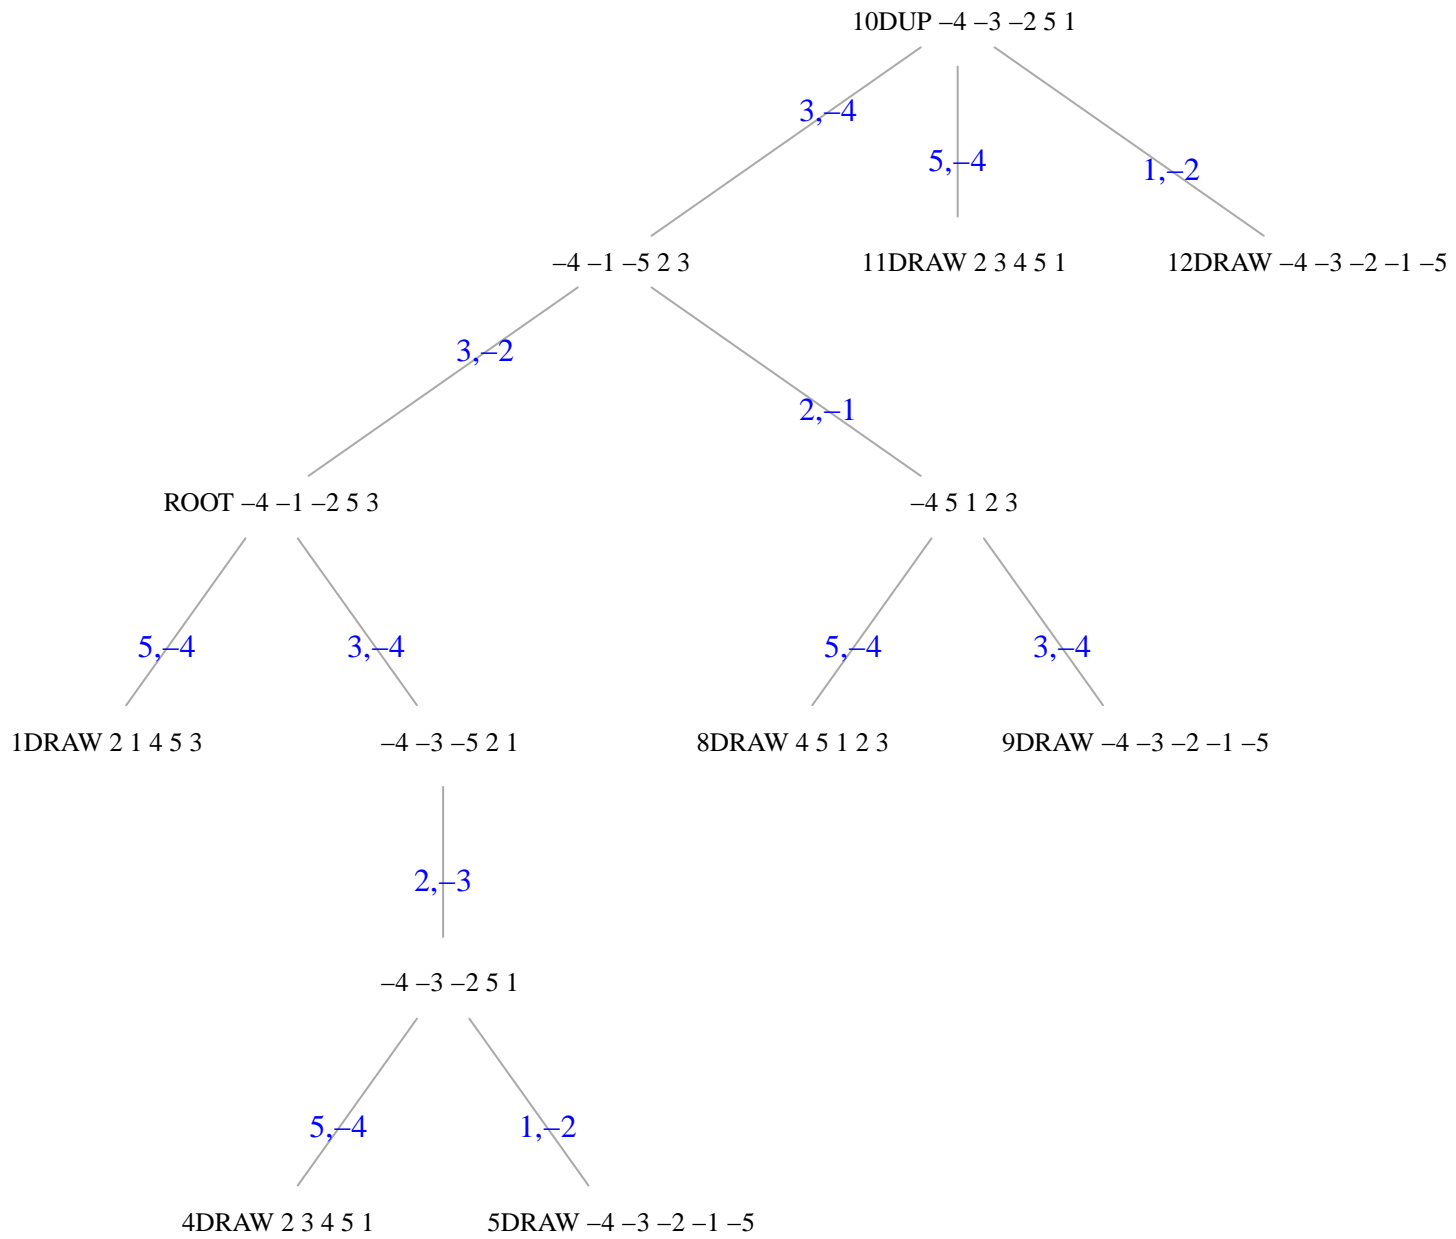 10DUP –4 –3 –2 5 1
3,–4
5,–4
1,–2
–4 –1 –5 2 3
11DRAW 2 3 4 5 1
12DRAW –4 –3 –2 –1 –5
3,–2
2,–1
ROOT –4 –1 –2 5 3
–4 5 1 2 3
5,–4
3,–4
5,–4
3,–4
1DRAW 2 1 4 5 3
–4 –3 –5 2 1
8DRAW 4 5 1 2 3
9DRAW –4 –3 –2 –1 –5
2,–3
–4 –3 –2 5 1
5,–4
1,–2
4DRAW 2 3 4 5 1
5DRAW –4 –3 –2 –1 –5